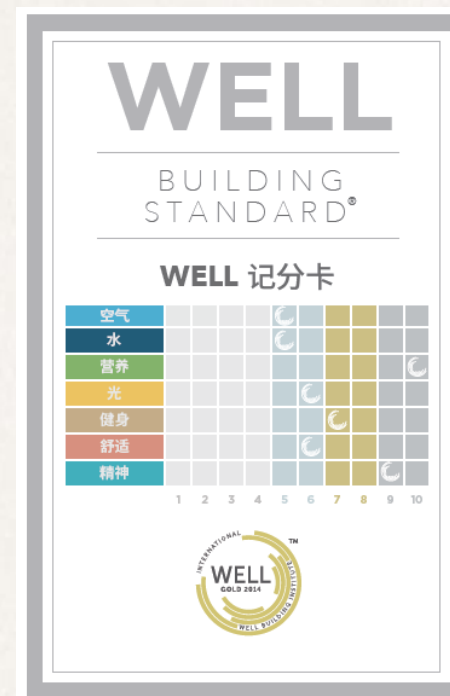 WELL
BUILDING
STANDARD®
WELL 记分卡
空气
水
营养
光
健身
舒适
精神
1 2 3 4 5 6 7 8 9 10
INTERNATIONAL
TM
WELL
GOLD 2014
WELL BUILDING INSTITUTE